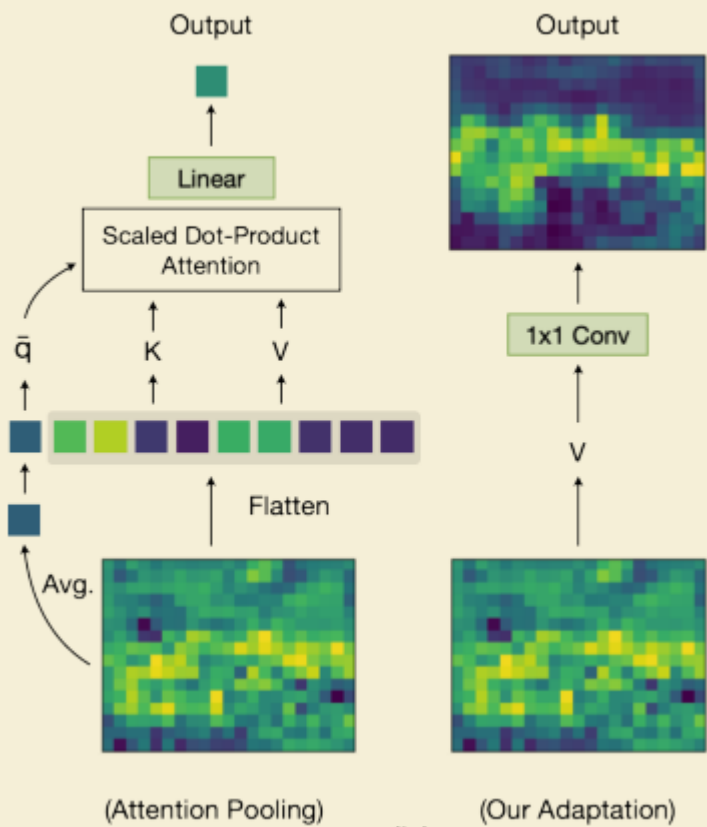 Output
Output
Linear
Scaled Dot-Product
Attention
q̄
K
V
1x1 Conv
V
Flatten
Avg.
(Attention Pooling)
(Our Adaptation)